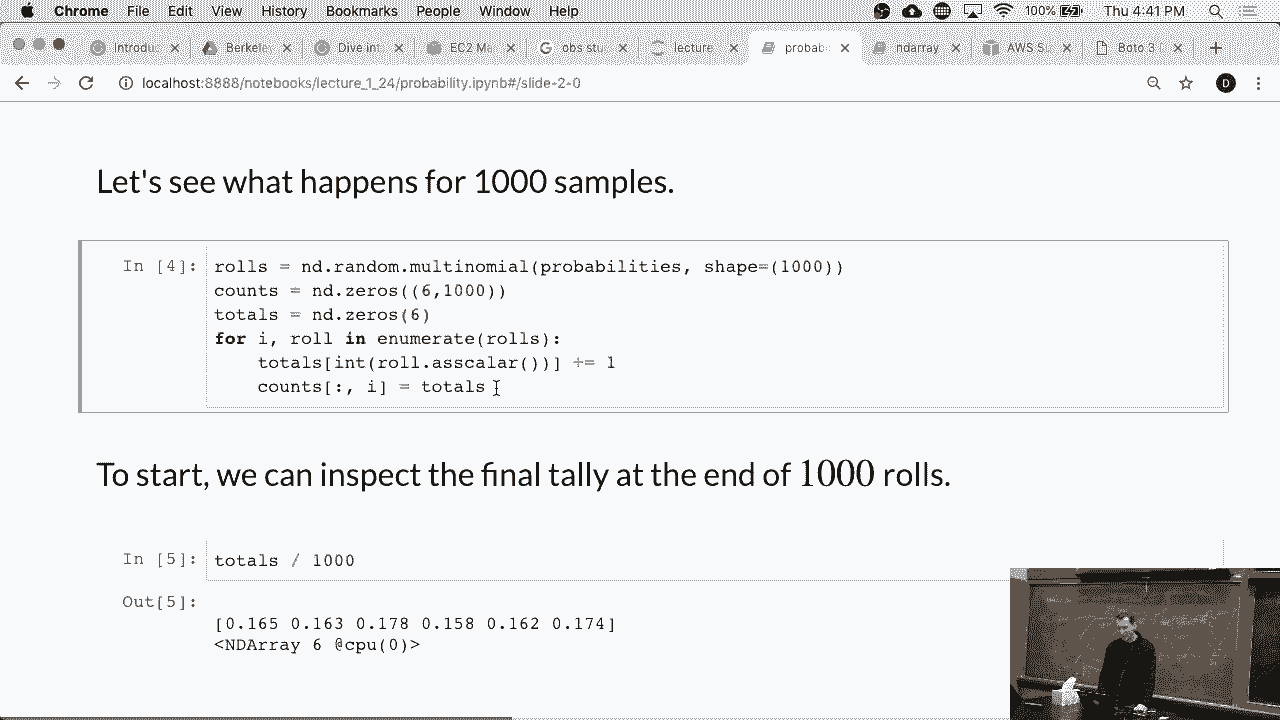 Chrome File Edit View History Bookmarks People Window Help 100% Thu 4:41 PM
Introdu Berkele Dive int EC2 Ma obs stu lecture probab ndarray AWS S Boto 3
localhost:8888/notebooks/lecture_1_24/probability.ipynb#/slide-2-0 D
Let's see what happens for 1000 samples.
In [4]: rolls = nd.random.multinomial(probabilities, shape=(1000))
counts = nd.zeros((6,1000))
totals = nd.zeros(6)
for i, roll in enumerate(rolls):
totals[int(roll.asscalar())] += 1
counts[:, i] = totals
To start, we can inspect the final tally at the end of 1000 rolls.
In [5]: totals / 1000
Out[5]:
[0.165 0.163 0.178 0.158 0.162 0.174]
<NDArray 6 @cpu(0)>